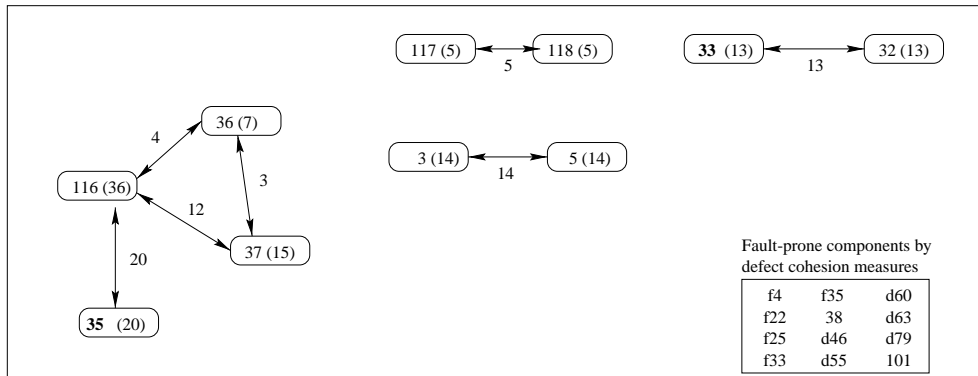 117 (5)
118 (5)
5
33 (13)
32 (13)
13
36 (7)
4
3 (14)
5 (14)
14
3
116 (36)
12
37 (15)
20
35 (20)
Fault-prone components by
defect cohesion measures
f4 f35 d60
f22 38 d63
f25 d46 d79
f33 d55 101